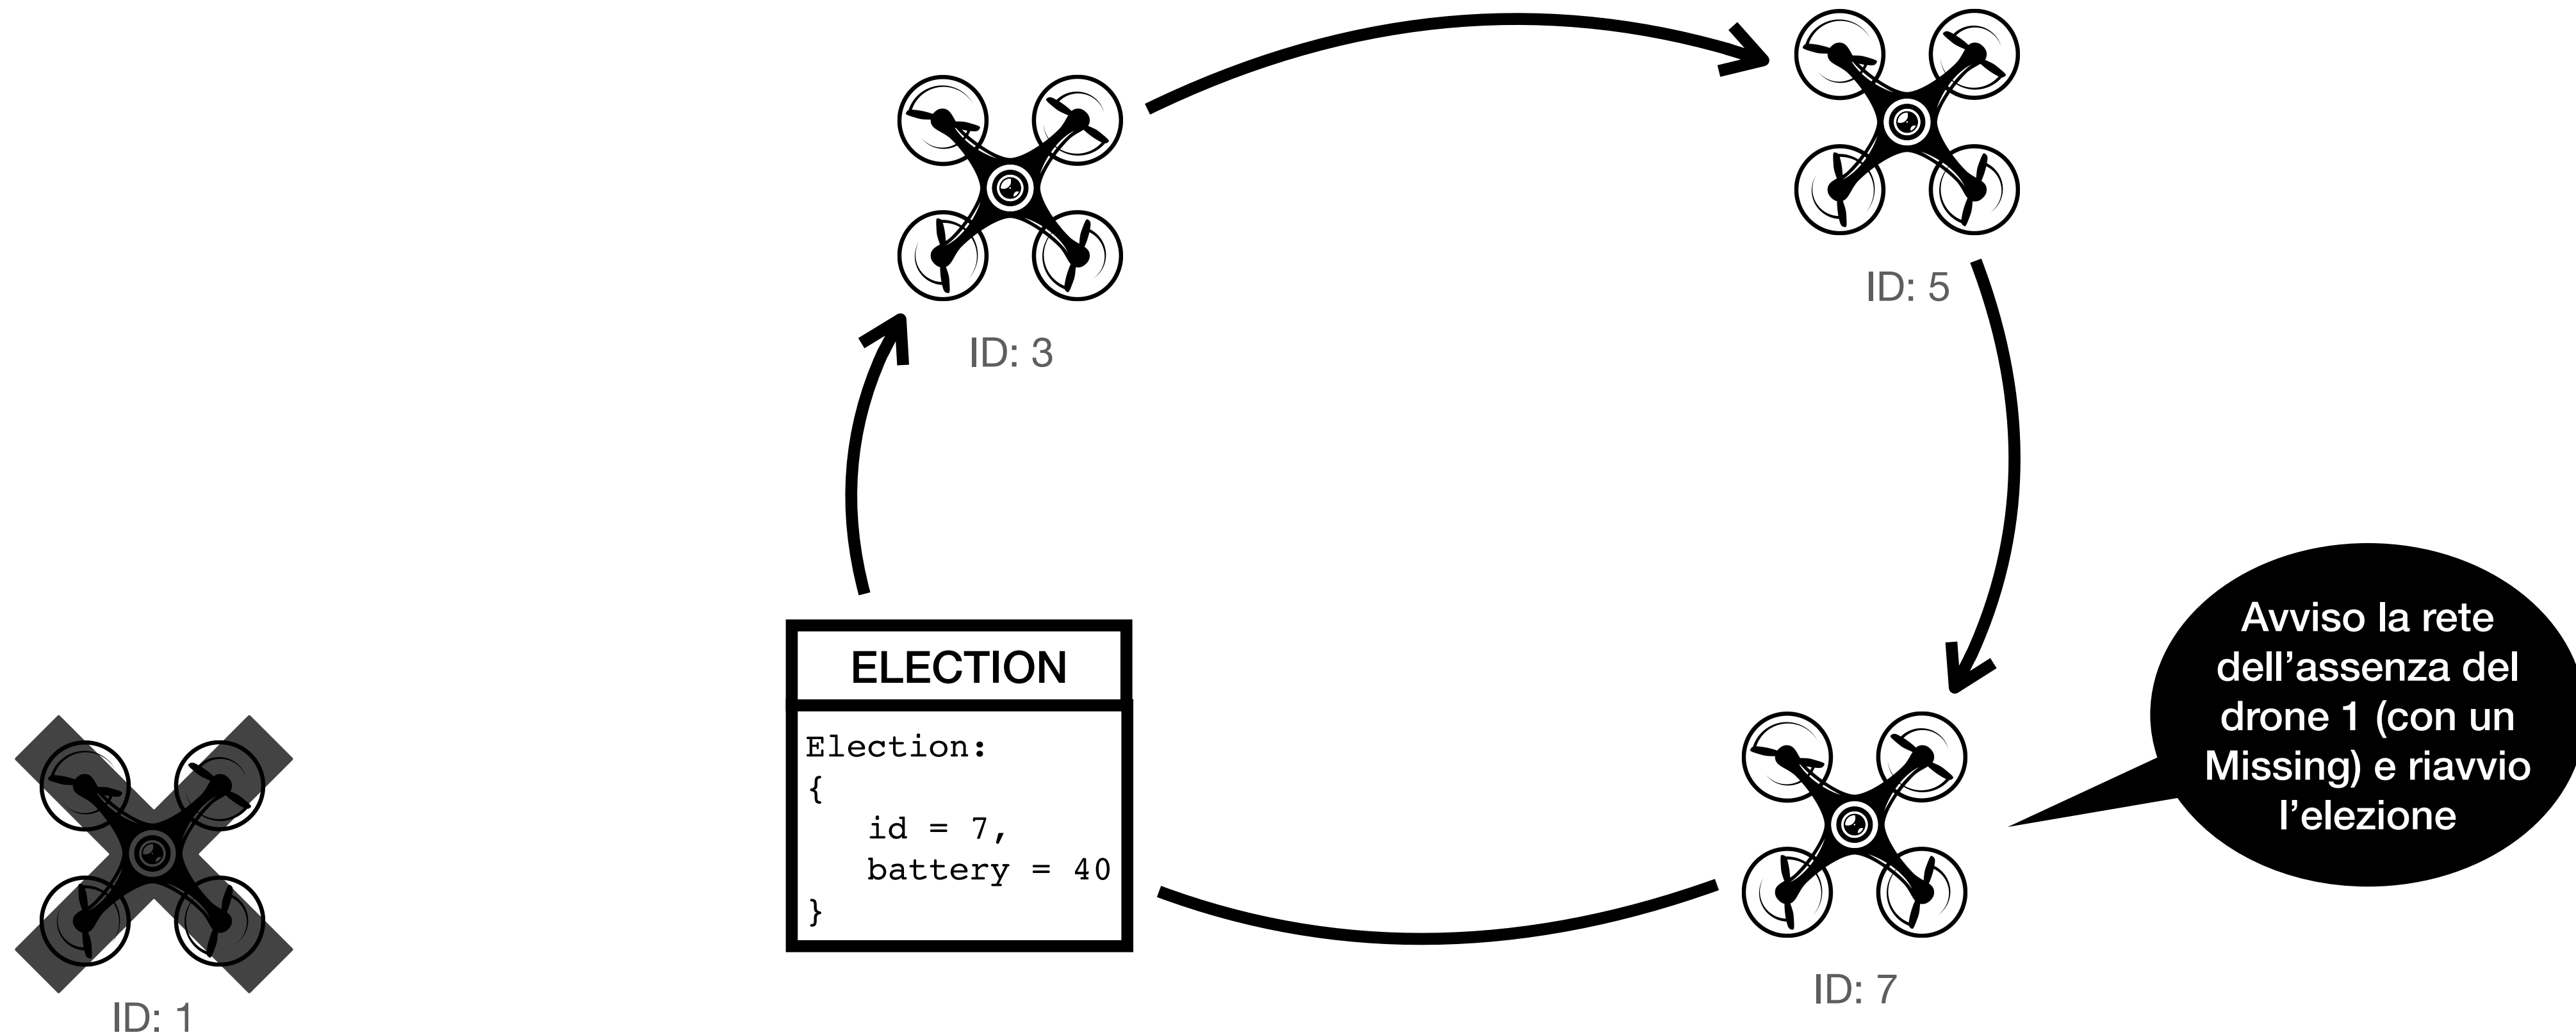 ID: 5
ID: 3
Avviso la rete
dell’assenza del
drone 1 (con un
Missing) e riavvio
l’elezione
ELECTION
Election:
{
id = 7,
battery = 40
}
ID: 7
ID: 1